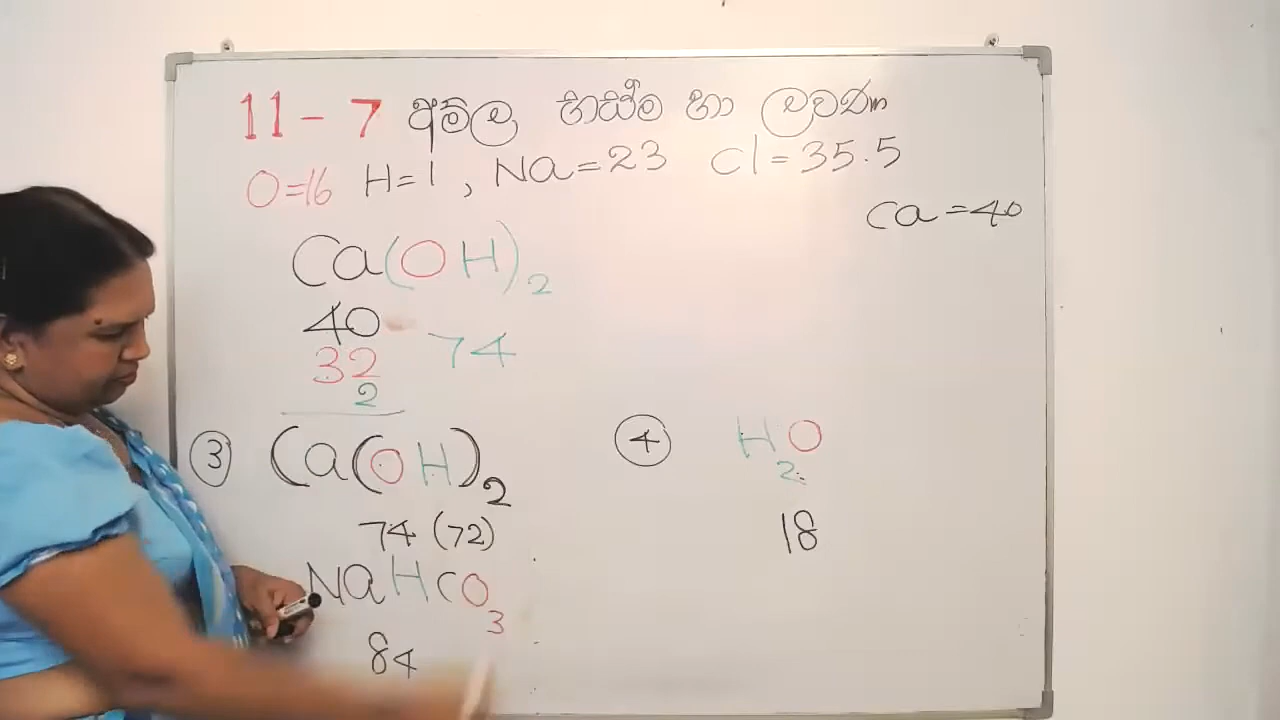 11 - 7 අම්ල භස්ම හා ලවණ
O=16 H=1 , Na=23 Cl=35.5
Ca=40
Ca(OH)2
40
32 74
2
③ Ca(OH)2
74 (72)
NaHCO3
84
④ H2O
18